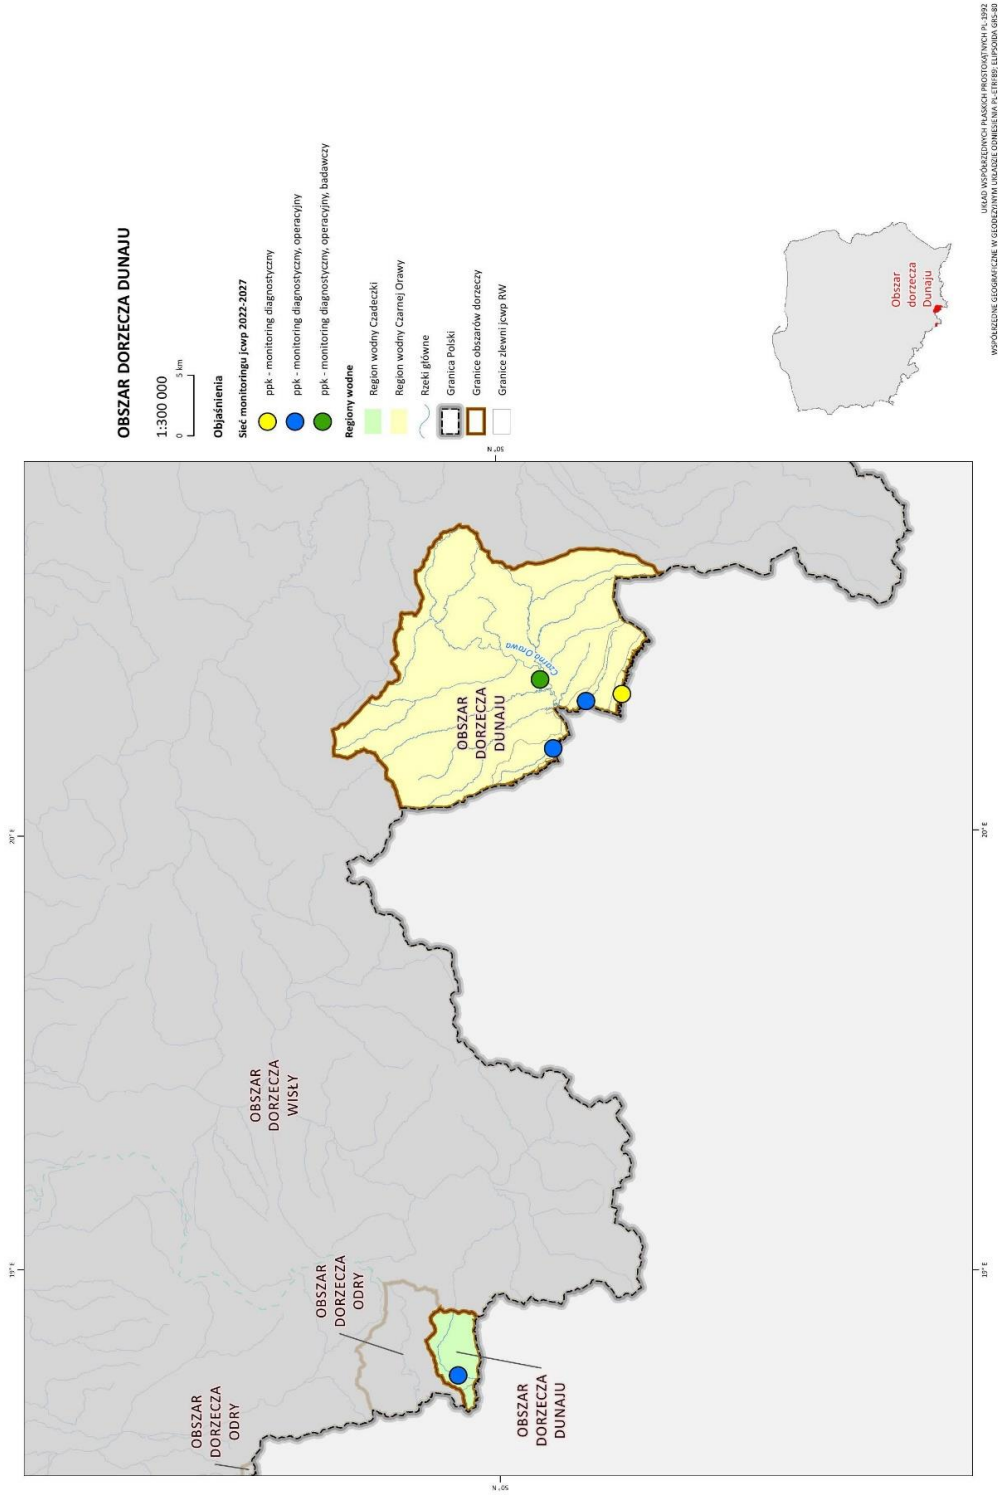 OBSZAR DORZECZA DUNAJU
1:300 000
0 5 km
Objaśnienia
Sieć monitoringu jcwp 2022-2027
ppk - monitoring diagnostyczny
ppk - monitoring diagnostyczny, operacyjny
ppk - monitoring diagnostyczny, operacyjny, badawczy
Regiony wodne
Region wodny Czadeczki
Region wodny Czarnej Orawy
Rzeki główne
Granica Polski
Granice obszarów dorzeczy
Granice zlewni jcwp RW
OBSZAR
DORZECZA
ODRY
OBSZAR
DORZECZA
ODRY
OBSZAR
DORZECZA
DUNAJU
OBSZAR
DORZECZA
WISŁY
OBSZAR
DORZECZA
DUNAJU
Czarna Orawa
19° E
20° E
19° E
20° E
50° N
50° N
Obszar
dorzecza
Dunaju
UKŁAD WSPÓŁRZĘDNYCH PŁASKICH PROSTOKĄTNYCH PL-1992
WSPÓŁRZĘDNE GEOGRAFICZNE W GEODEZYJNYM UKŁADZIE ODNIESIENIA PL-ETRF89; ELIPSOIDA GRS-80